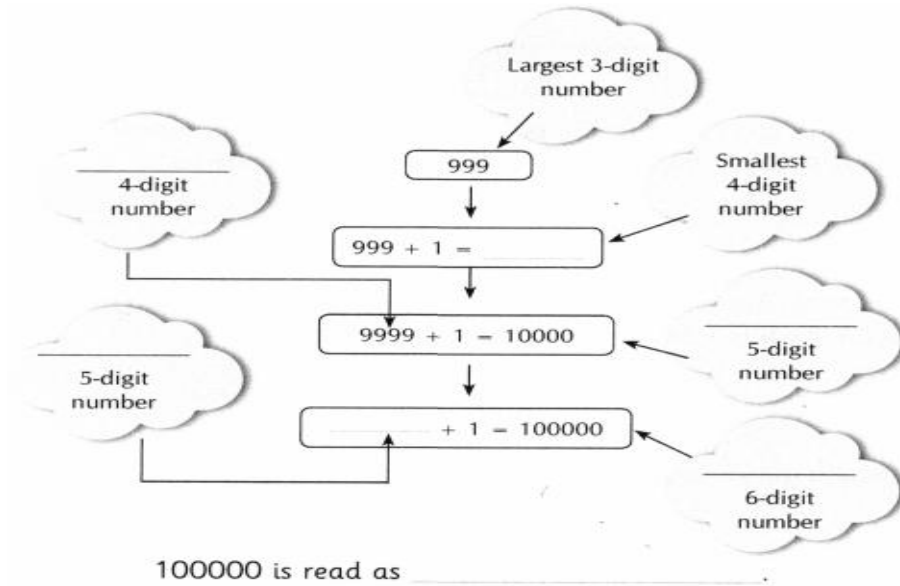 Largest 3-digit
number
999
Smallest
4-digit
number
4-digit
number
999 + 1 =
9999 + 1 = 10000
5-digit
number
5-digit
number
+ 1 = 100000
6-digit
number
100000 is read as .